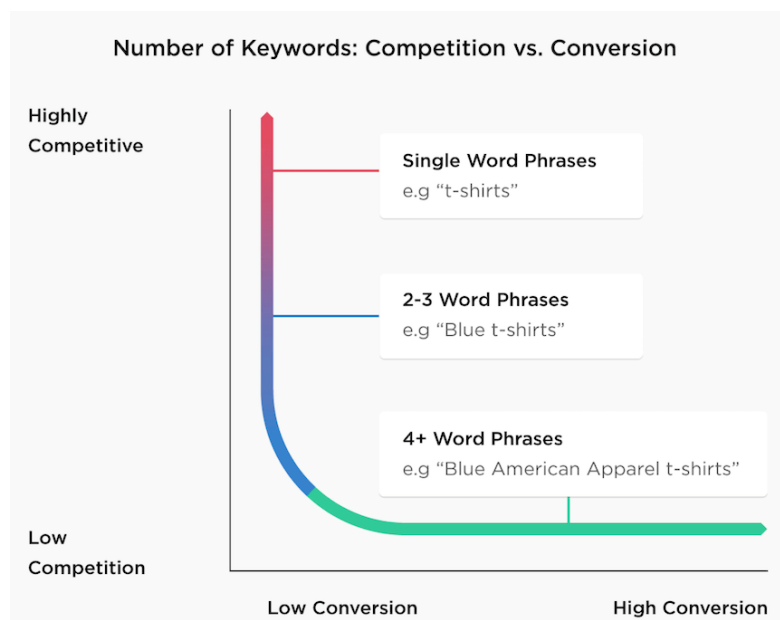 Number of Keywords: Competition vs. Conversion
Highly
Competitive
Single Word Phrases
e.g “t-shirts”
2-3 Word Phrases
e.g “Blue t-shirts”
4+ Word Phrases
e.g “Blue American Apparel t-shirts”
Low
Competition
Low Conversion
High Conversion